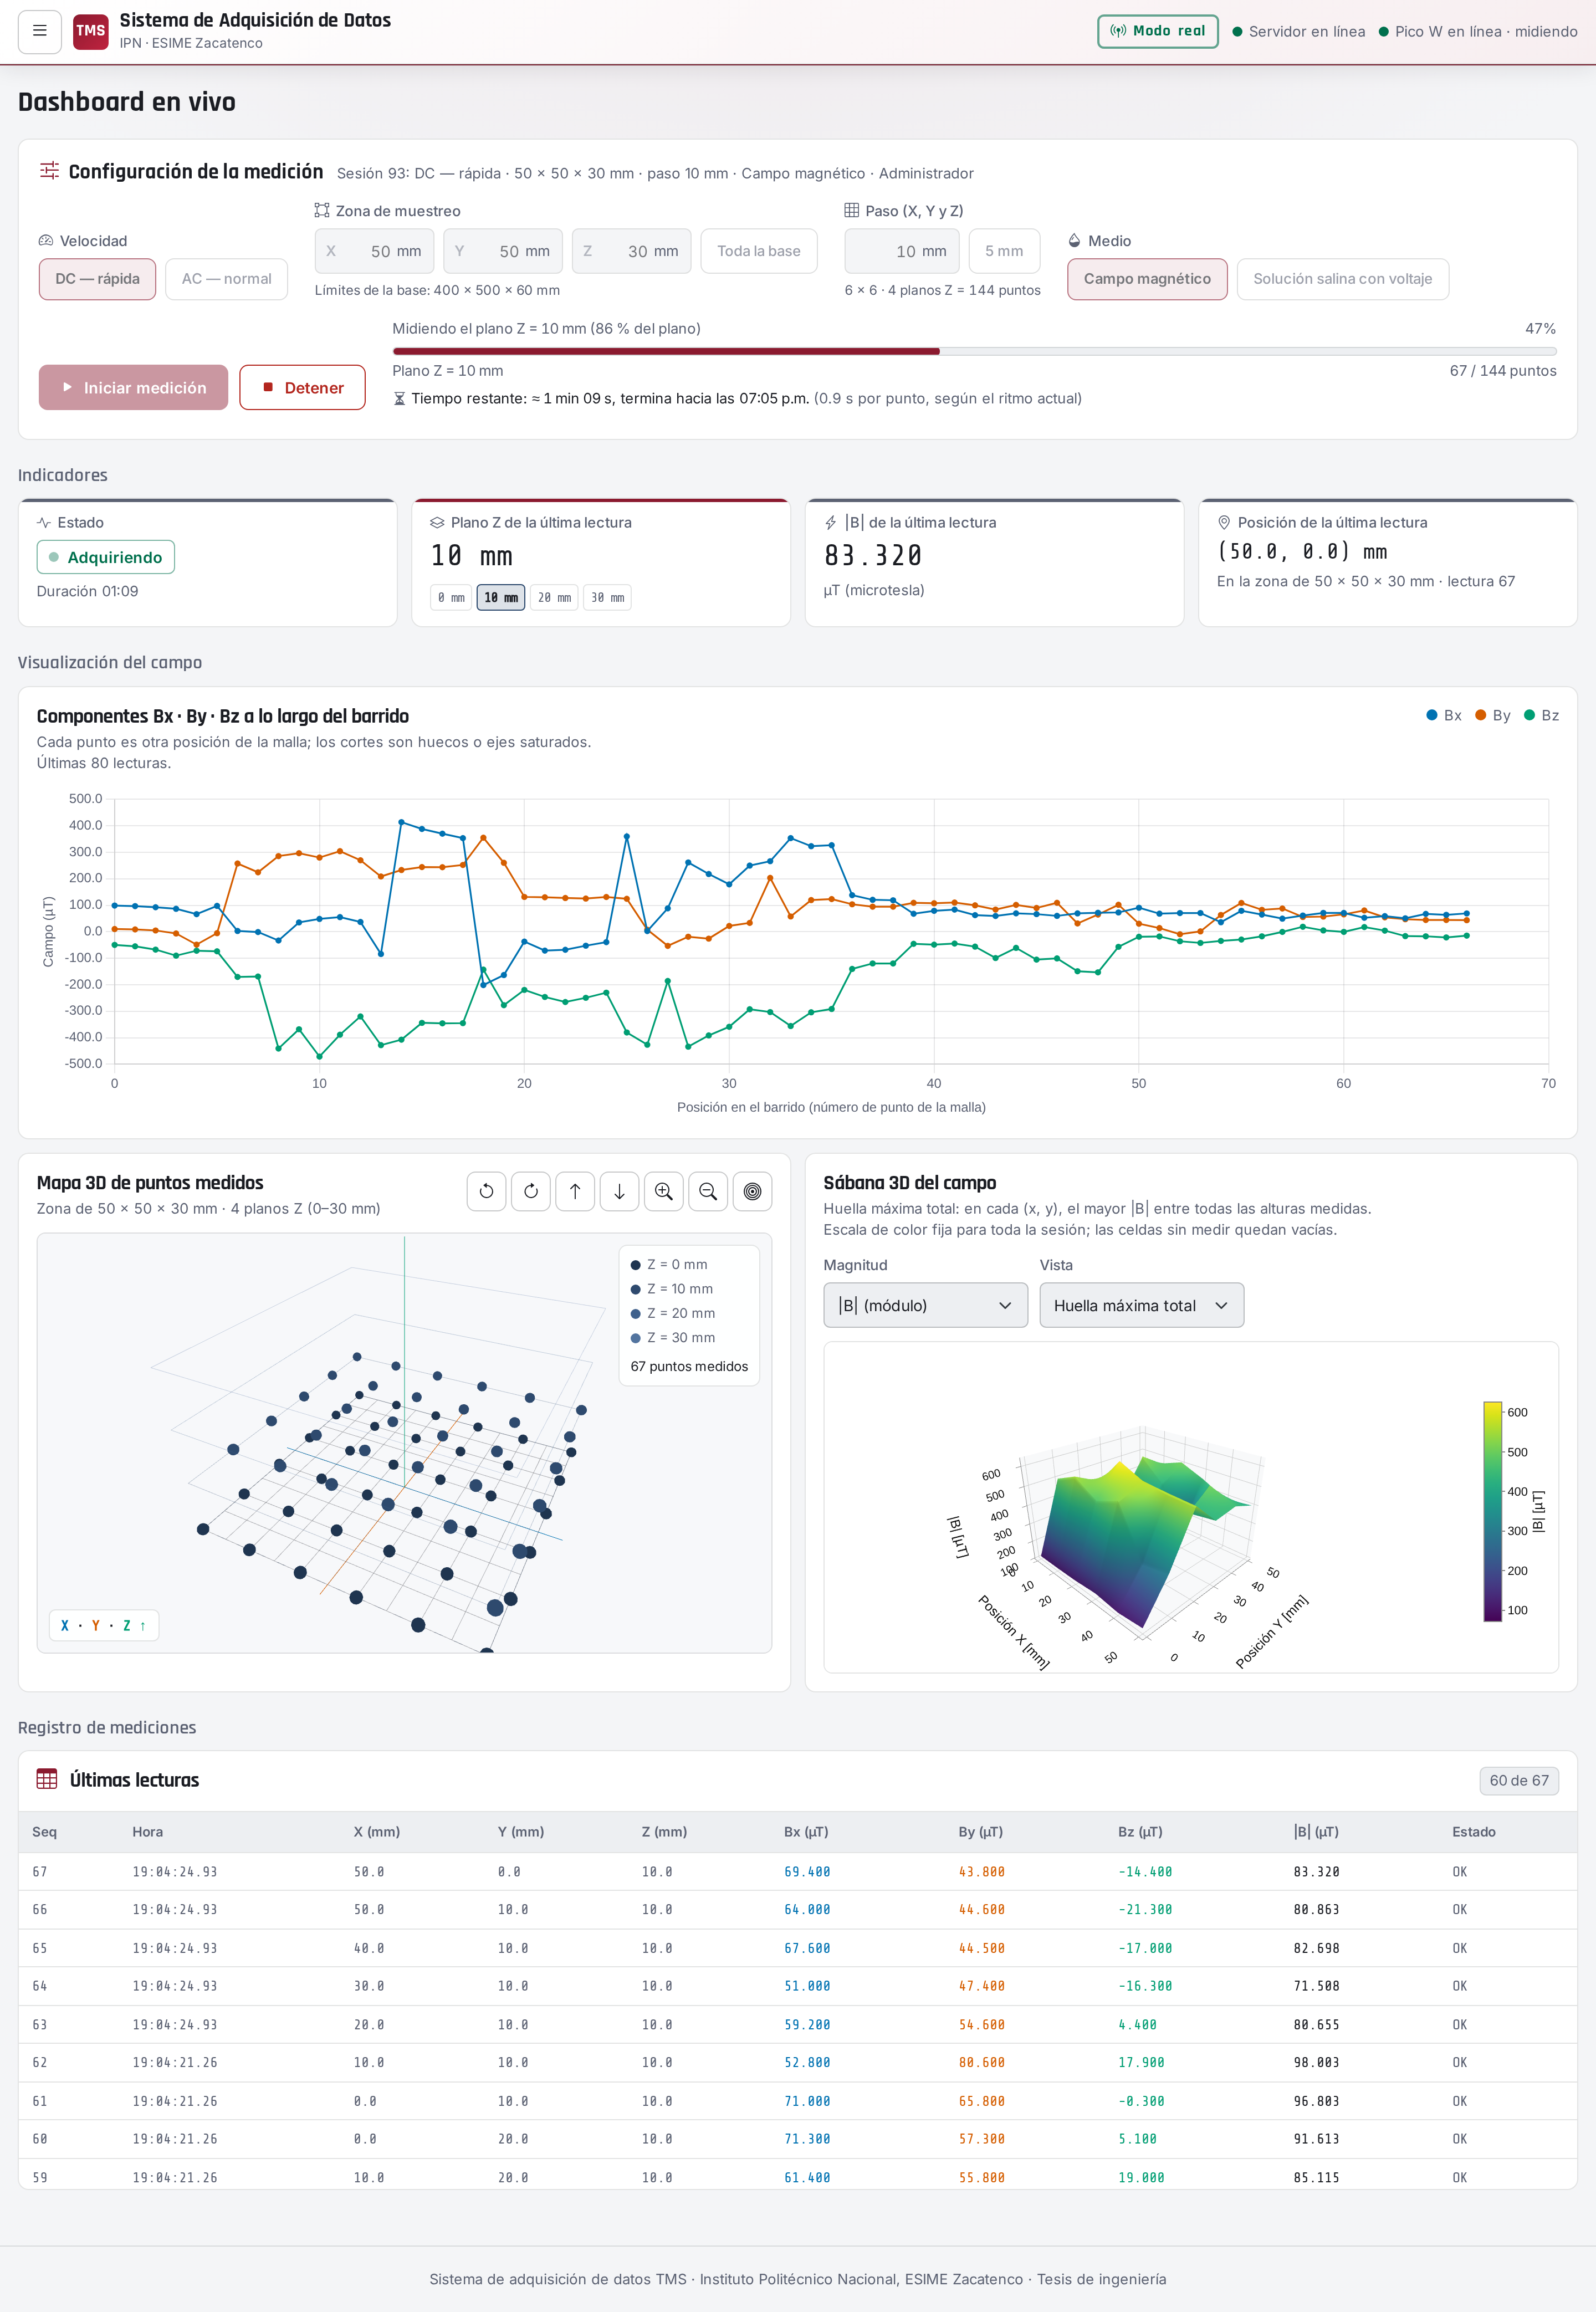 TMS
Sistema de Adquisición de Datos
IPN · ESIME Zacatenco
Modo real
Servidor en línea
Pico W en línea · midiendo
Dashboard en vivo
Configuración de la medición
Sesión 93: DC — rápida · 50 × 50 × 30 mm · paso 10 mm · Campo magnético · Administrador
Velocidad
DC — rápida
AC — normal
Zona de muestreo
X 50 mm
Y 50 mm
Z 30 mm
Toda la base
Límites de la base: 400 × 500 × 60 mm
Paso (X, Y y Z)
10 mm
5 mm
6 × 6 · 4 planos Z = 144 puntos
Medio
Campo magnético
Solución salina con voltaje
Iniciar medición
Detener
Midiendo el plano Z = 10 mm (86 % del plano)
47%
Plano Z = 10 mm
67 / 144 puntos
Tiempo restante: ≈ 1 min 09 s, termina hacia las 07:05 p.m. (0.9 s por punto, según el ritmo actual)
Indicadores
Estado
Adquiriendo
Duración 01:09
Plano Z de la última lectura
10 mm
0 mm
10 mm
20 mm
30 mm
|B| de la última lectura
83.320
µT (microtesla)
Posición de la última lectura
(50.0, 0.0) mm
En la zona de 50 × 50 × 30 mm · lectura 67
Visualización del campo
Componentes Bx · By · Bz a lo largo del barrido
Cada punto es otra posición de la malla; los cortes son huecos o ejes saturados.
Últimas 80 lecturas.
Bx
By
Bz
Campo (µT)
500.0
400.0
300.0
200.0
100.0
0.0
-100.0
-200.0
-300.0
-400.0
-500.0
0 10 20 30 40 50 60 70
Posición en el barrido (número de punto de la malla)
Mapa 3D de puntos medidos
Zona de 50 × 50 × 30 mm · 4 planos Z (0–30 mm)
Z = 0 mm
Z = 10 mm
Z = 20 mm
Z = 30 mm
67 puntos medidos
X · Y · Z ↑
Sábana 3D del campo
Huella máxima total: en cada (x, y), el mayor |B| entre todas las alturas medidas.
Escala de color fija para toda la sesión; las celdas sin medir quedan vacías.
Magnitud
|B| (módulo)
Vista
Huella máxima total
|B| [µT]
600
500
400
300
200
100
0
10
20
30
40
50
Posición X [mm]
0
10
20
30
40
50
Posición Y [mm]
600
500
400
300
200
100
|B| [µT]
Registro de mediciones
Últimas lecturas
60 de 67
Seq Hora X (mm) Y (mm) Z (mm) Bx (µT) By (µT) Bz (µT) |B| (µT) Estado
67 19:04:24.93 50.0 0.0 10.0 69.400 43.800 -14.400 83.320 OK
66 19:04:24.93 50.0 10.0 10.0 64.000 44.600 -21.300 80.863 OK
65 19:04:24.93 40.0 10.0 10.0 67.600 44.500 -17.000 82.698 OK
64 19:04:24.93 30.0 10.0 10.0 51.000 47.400 -16.300 71.508 OK
63 19:04:24.93 20.0 10.0 10.0 59.200 54.600 4.400 80.655 OK
62 19:04:21.26 10.0 10.0 10.0 52.800 80.600 17.900 98.003 OK
61 19:04:21.26 0.0 10.0 10.0 71.000 65.800 -0.300 96.803 OK
60 19:04:21.26 0.0 20.0 10.0 71.300 57.300 5.100 91.613 OK
59 19:04:21.26 10.0 20.0 10.0 61.400 55.800 19.000 85.115 OK
Sistema de adquisición de datos TMS · Instituto Politécnico Nacional, ESIME Zacatenco · Tesis de ingeniería